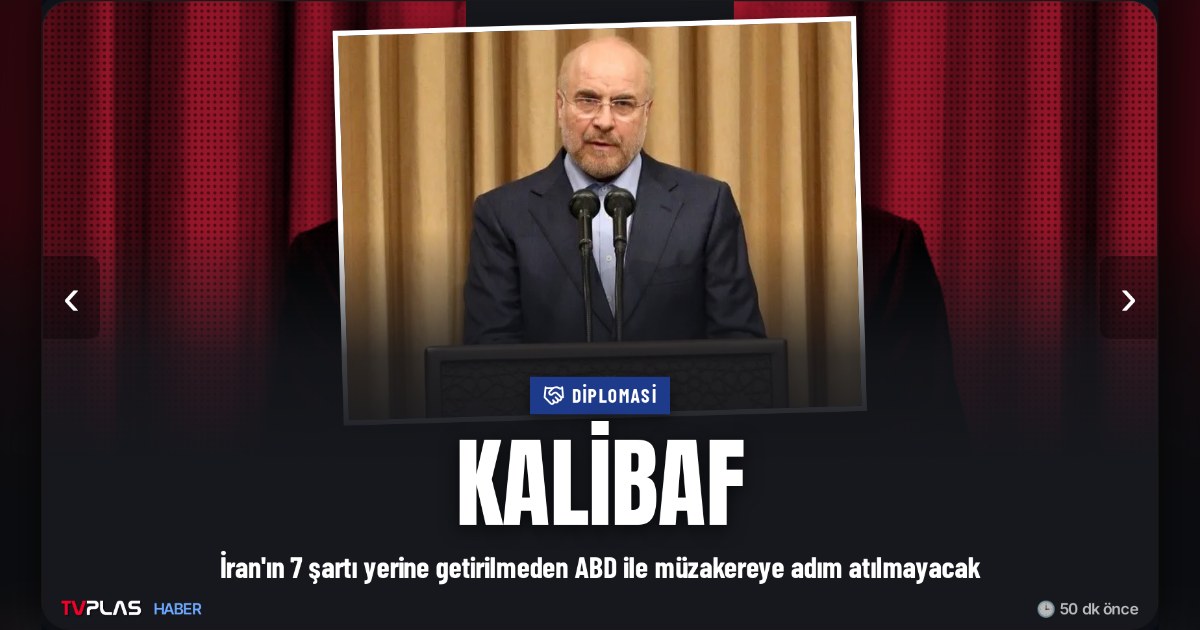 DİPLOMASİ
KALİBAF
İran'ın 7 şartı yerine getirilmeden ABD ile müzakereye adım atılmayacak
TVPLAS HABER
50 dk önce